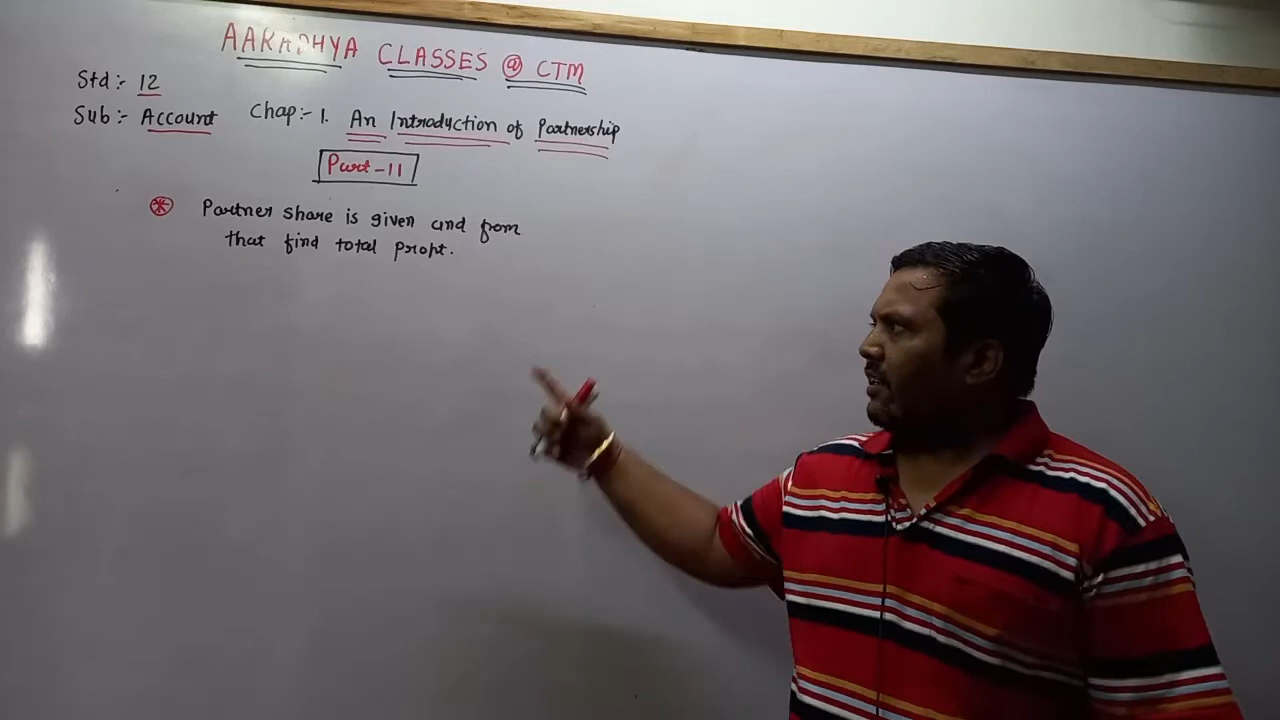 AARADHYA CLASSES @ CTM
Std :- 12
Sub :- Account Chap :- 1. An Introduction of Partnership
Part - 11
Partner share is given and from
that find total profit.